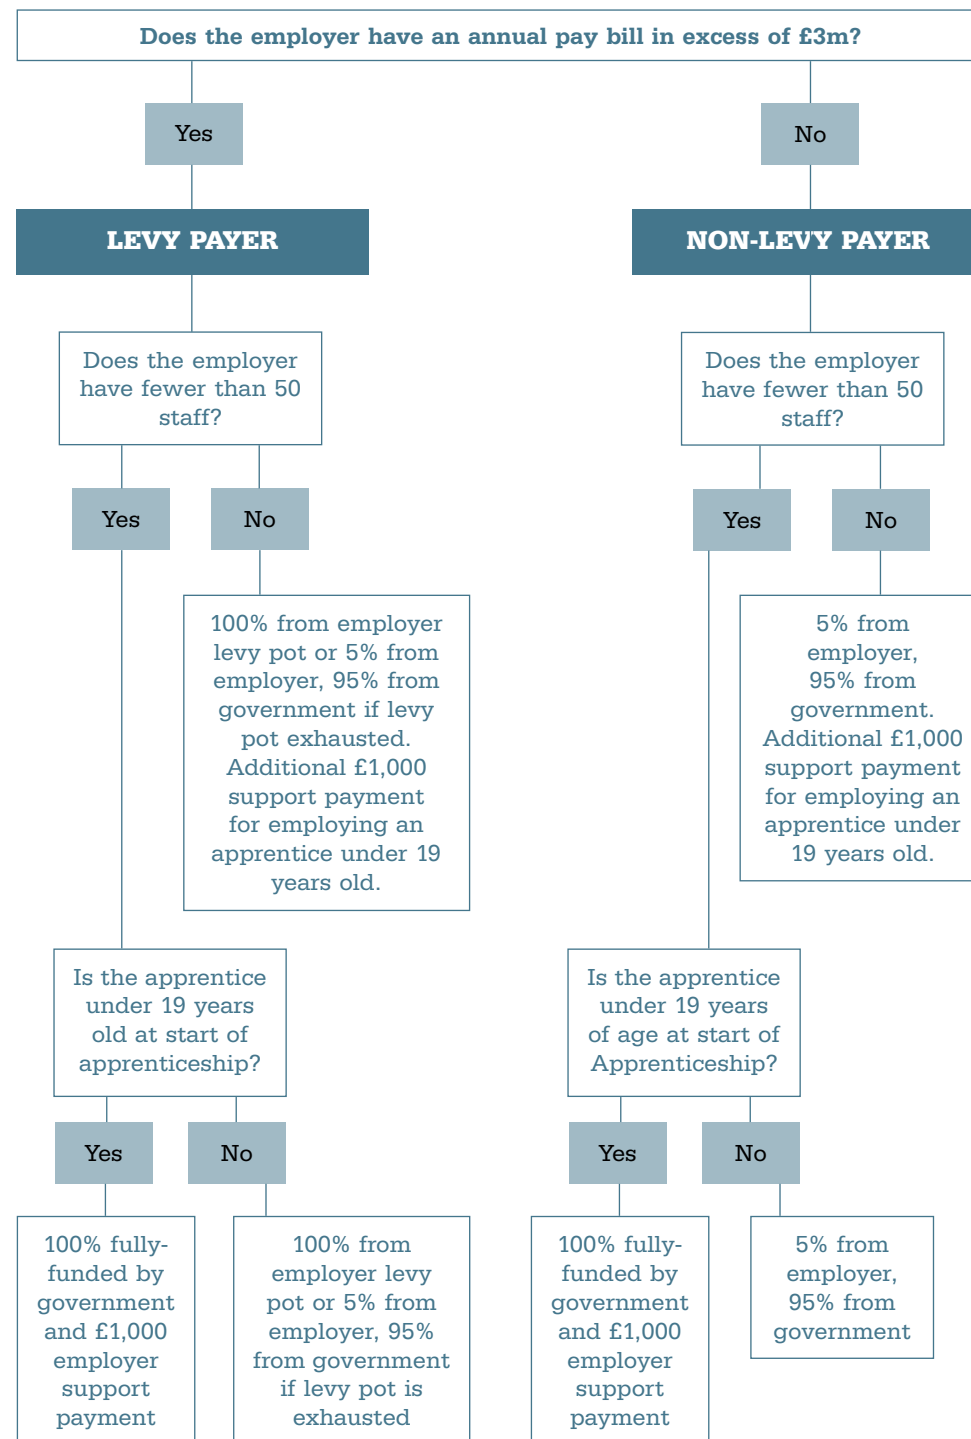 Does the employer have an annual pay bill in excess of £3m?
Yes
No
LEVY PAYER
NON-LEVY PAYER
Does the employer
have fewer than 50
staff?
Does the employer
have fewer than 50
staff?
Yes
No
Yes
No
100% from employer
levy pot or 5% from
employer, 95% from
government if levy
pot exhausted.
Additional £1,000
support payment
for employing an
apprentice under 19
years old.
5% from
employer,
95% from
government.
Additional £1,000
support payment
for employing an
apprentice under
19 years old.
Is the apprentice
under 19 years
old at start of
apprenticeship?
Is the apprentice
under 19 years
of age at start of
Apprenticeship?
Yes
No
Yes
No
100% fully-
funded by
government
and £1,000
employer
support
payment
100% from
employer levy
pot or 5% from
employer, 95%
from government
if levy pot is
exhausted
100% fully-
funded by
government
and £1,000
employer
support
payment
5% from
employer,
95% from
government